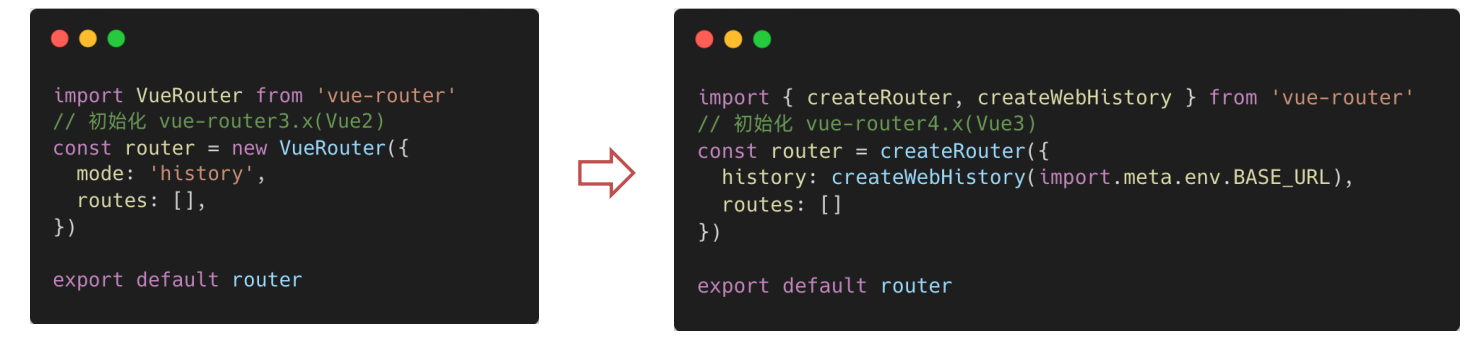 import VueRouter from 'vue-router'
// 初始化 vue-router3.x(Vue2)
const router = new VueRouter({
  mode: 'history',
  routes: [],
})
export default router
import { createRouter, createWebHistory } from 'vue-router'
// 初始化 vue-router4.x(Vue3)
const router = createRouter({
  history: createWebHistory(import.meta.env.BASE_URL),
  routes: []
})
export default router